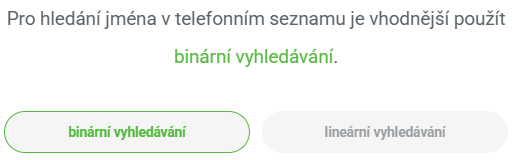 Pro hledání jména v telefonním seznamu je vhodnější použít
binární vyhledávání.
binární vyhledávání
lineární vyhledávání